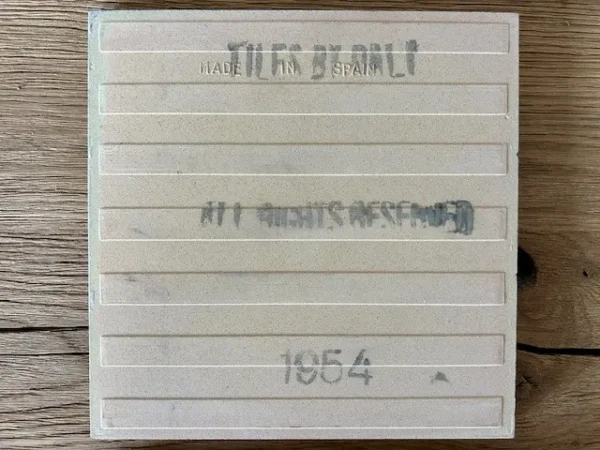 TILES BY DALI
MADE IN SPAIN
ALL RIGHTS RESERVED
1954